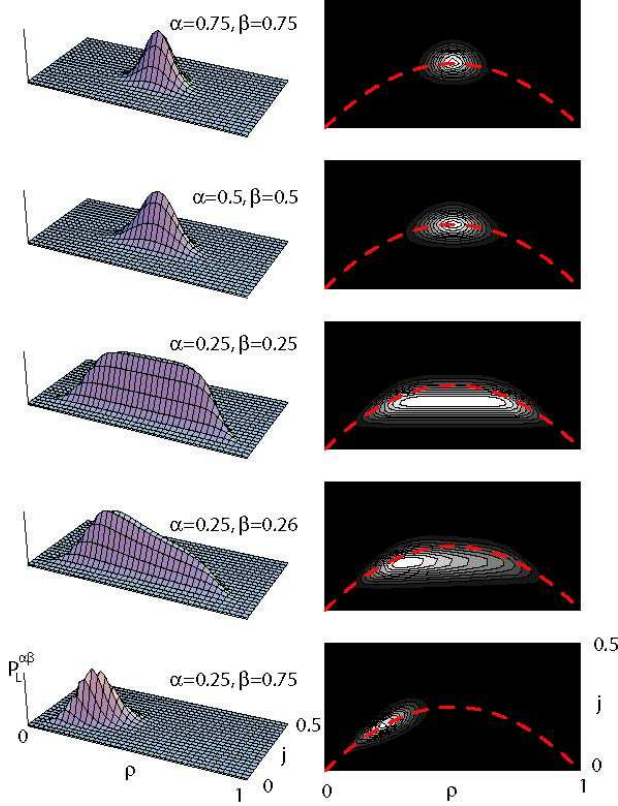 α=0.75, β=0.75
α=0.5, β=0.5
α=0.25, β=0.25
α=0.25, β=0.26
α=0.25, β=0.75
P_L^{αβ}
0
0.5
ρ
j
1
0
0.5
j
0
0
ρ
1